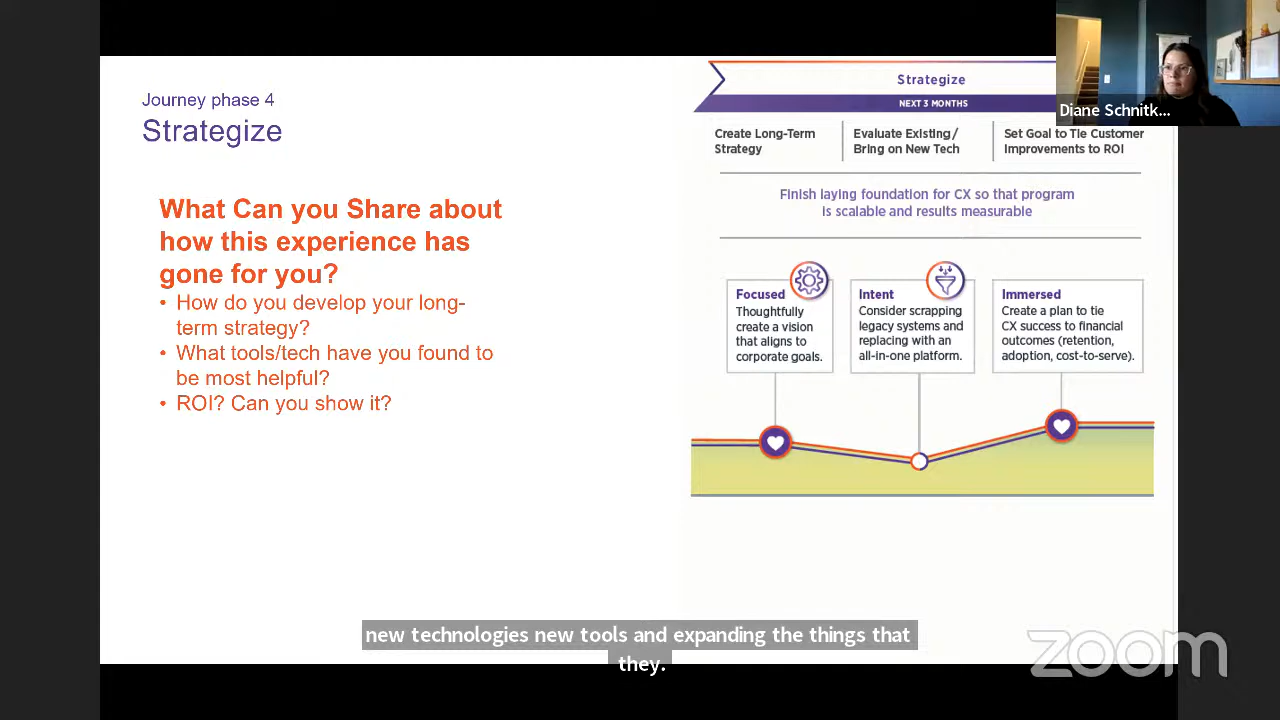 Journey phase 4
Strategize
What Can you Share about
how this experience has
gone for you?
• How do you develop your long-
term strategy?
• What tools/tech have you found to
be most helpful?
• ROI? Can you show it?
Strategize
NEXT 3 MONTHS
Create Long-Term
Strategy
Evaluate Existing/
Bring on New Tech
Set Goal to Tie Customer
Improvements to ROI
Finish laying foundation for CX so that program
is scalable and results measurable
Focused
Thoughtfully
create a vision
that aligns to
corporate goals.
Intent
Consider scrapping
legacy systems and
replacing with an
all-in-one platform.
Immersed
Create a plan to tie
CX success to financial
outcomes (retention,
adoption, cost-to-serve).
Diane Schnitk...
new technologies new tools and expanding the things that
they.
zoom